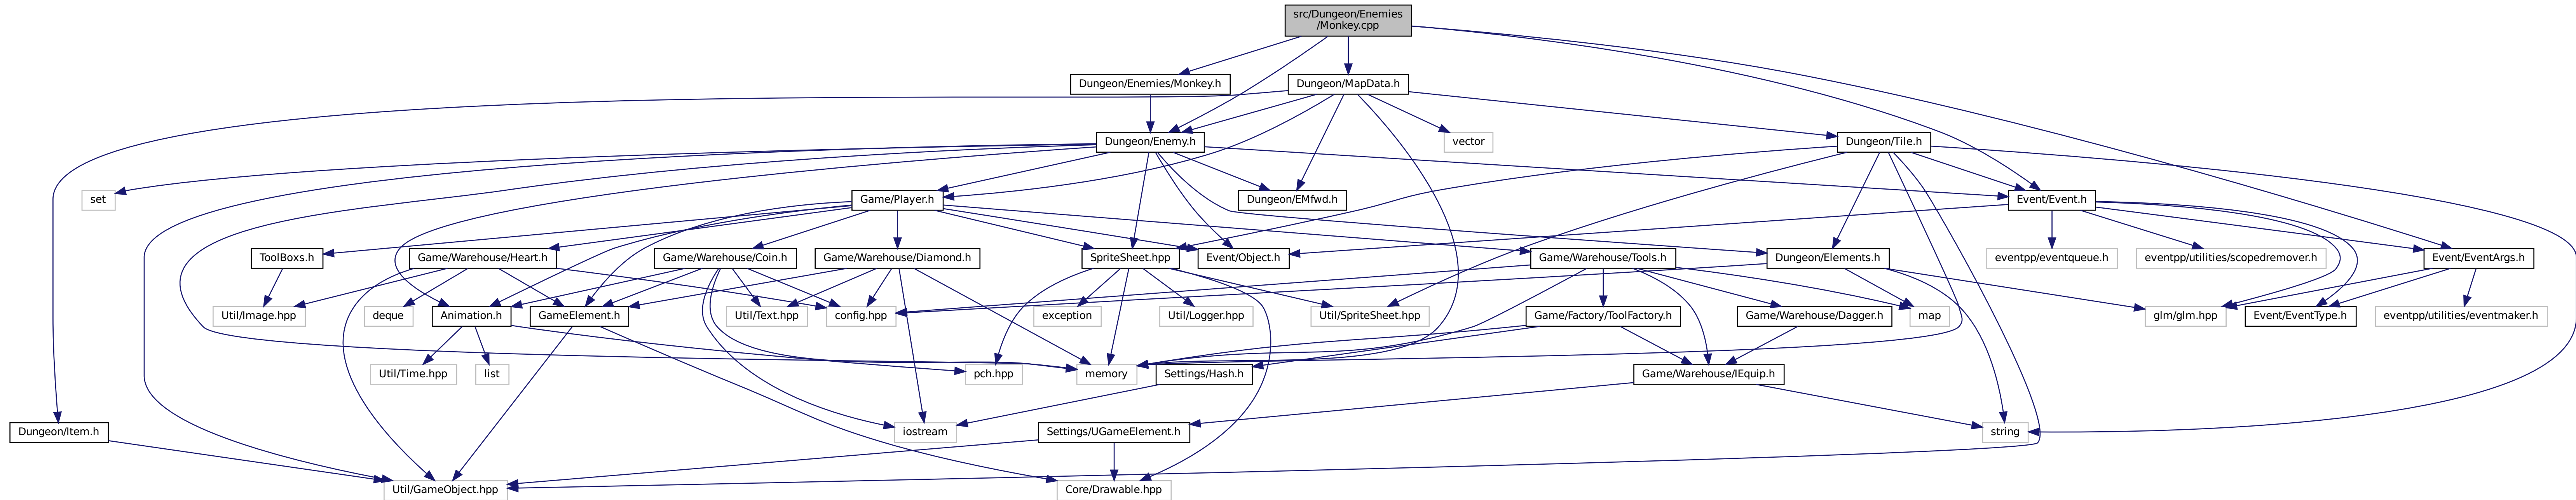 src/Dungeon/Enemies
/Monkey.cpp
Dungeon/Enemies/Monkey.h
Dungeon/MapData.h
Dungeon/Enemy.h
vector
Dungeon/Tile.h
set
Game/Player.h
Dungeon/EMfwd.h
Event/Event.h
ToolBoxs.h
Game/Warehouse/Heart.h
Game/Warehouse/Coin.h
Game/Warehouse/Diamond.h
SpriteSheet.hpp
Event/Object.h
Game/Warehouse/Tools.h
Dungeon/Elements.h
eventpp/eventqueue.h
eventpp/utilities/scopedremover.h
Event/EventArgs.h
Util/Image.hpp
deque
Animation.h
GameElement.h
Util/Text.hpp
config.hpp
exception
Util/Logger.hpp
Util/SpriteSheet.hpp
Game/Factory/ToolFactory.h
Game/Warehouse/Dagger.h
map
glm/glm.hpp
Event/EventType.h
eventpp/utilities/eventmaker.h
Util/Time.hpp
list
pch.hpp
memory
Settings/Hash.h
Game/Warehouse/IEquip.h
Dungeon/Item.h
iostream
Settings/UGameElement.h
string
Util/GameObject.hpp
Core/Drawable.hpp